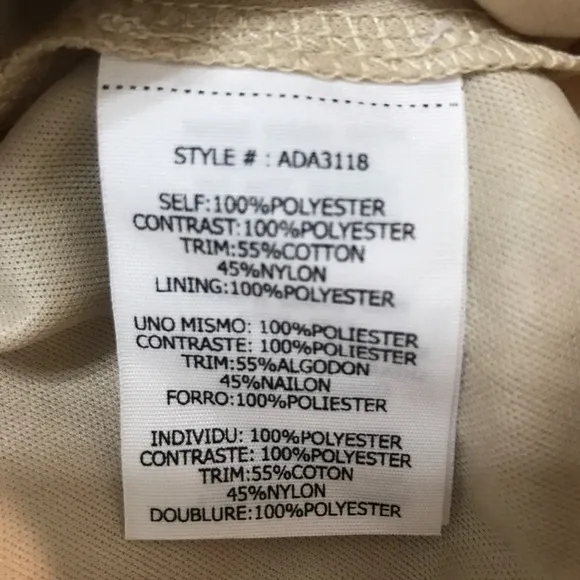 STYLE # : ADA3118
SELF:100%POLYESTER
CONTRAST:100%POLYESTER
TRIM:55%COTTON
45%NYLON
LINING:100%POLYESTER
UNO MISMO: 100%POLIESTER
CONTRASTE: 100%POLIESTER
TRIM:55%ALGODON
45%NAILON
FORRO:100%POLIESTER
INDIVIDU: 100%POLYESTER
CONTRASTE: 100%POLYESTER
TRIM:55%COTON
45%NYLON
DOUBLURE:100%POLYESTER